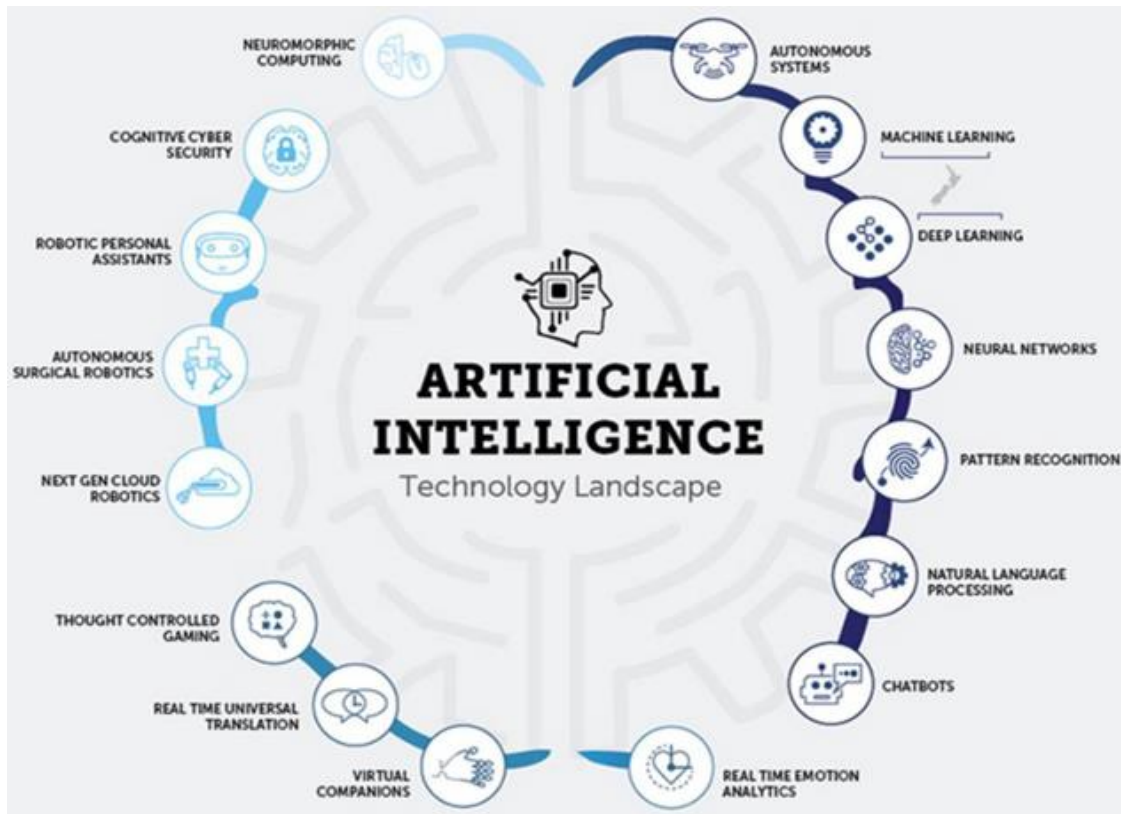 NEUROMORPHIC
COMPUTING
COGNITIVE CYBER
SECURITY
ROBOTIC PERSONAL
ASSISTANTS
AUTONOMOUS
SURGICAL ROBOTICS
NEXT GEN CLOUD
ROBOTICS
THOUGHT CONTROLLED
GAMING
REAL TIME UNIVERSAL
TRANSLATION
VIRTUAL
COMPANIONS
ARTIFICIAL
INTELLIGENCE
Technology Landscape
AUTONOMOUS
SYSTEMS
MACHINE LEARNING
DEEP LEARNING
NEURAL NETWORKS
PATTERN RECOGNITION
NATURAL LANGUAGE
PROCESSING
CHATBOTS
REAL TIME EMOTION
ANALYTICS